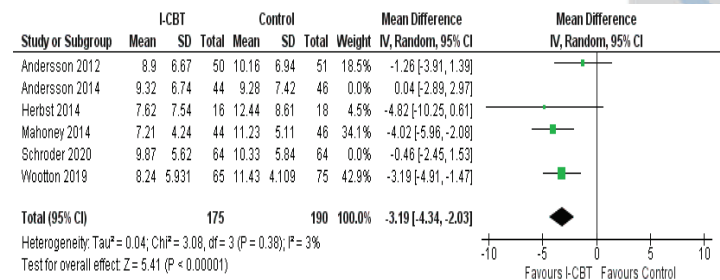 I-CBT Control Mean Difference Mean Difference
Study or Subgroup Mean SD Total Mean SD Total Weight IV, Random, 95% CI IV, Random, 95% CI
Andersson 2012 8.9 6.67 50 10.16 6.94 51 18.5% -1.26 [-3.91, 1.39]
Andersson 2014 9.32 6.74 44 9.28 7.42 46 0.0% 0.04 [-2.89, 2.97]
Herbst 2014 7.62 7.54 16 12.44 8.61 18 4.5% -4.82 [-10.25, 0.61]
Mahoney 2014 7.21 4.24 44 11.23 5.11 46 34.1% -4.02 [-5.96, -2.08]
Schroder 2020 9.87 5.62 64 10.33 5.84 64 0.0% -0.46 [-2.45, 1.53]
Wootton 2019 8.24 5.931 65 11.43 4.109 75 42.9% -3.19 [-4.91, -1.47]
Total (95% CI) 175 190 100.0% -3.19 [-4.34, -2.03]
Heterogeneity: Tau² = 0.04; Chi² = 3.08, df = 3 (P = 0.38); I² = 3%
Test for overall effect: Z = 5.41 (P < 0.00001)
-10 -5 0 5 10
Favours I-CBT Favours Control